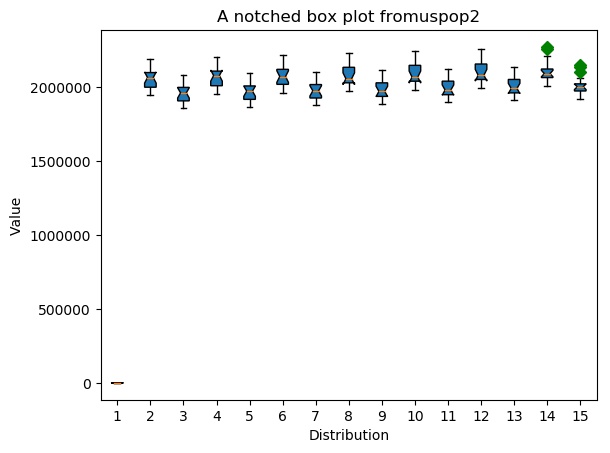 A notched box plot fromuspop2
Value
2000000
1500000
1000000
500000
0
1 2 3 4 5 6 7 8 9 10 11 12 13 14 15
Distribution